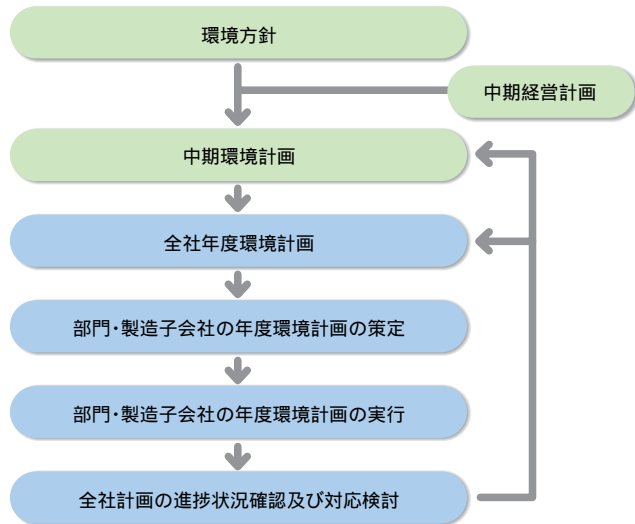 環境方針
中期経営計画
中期環境計画
全社年度環境計画
部門・製造子会社の年度環境計画の策定
部門・製造子会社の年度環境計画の実行
全社計画の進捗状況確認及び対応検討